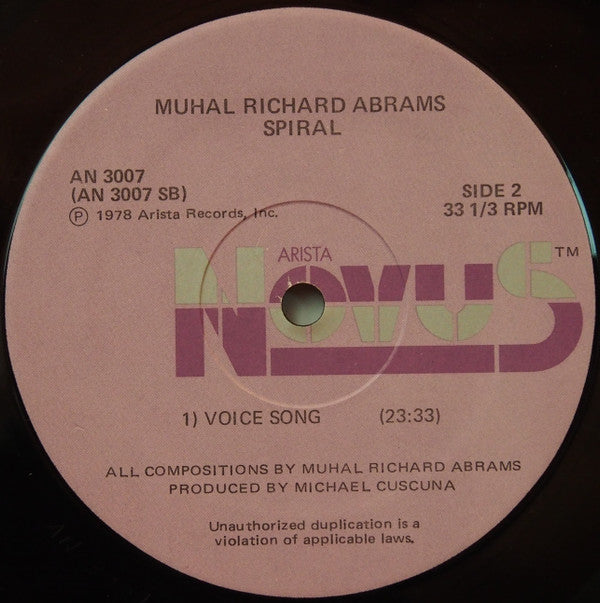 MUHAL RICHARD ABRAMS
SPIRAL
AN 3007
(AN 3007 SB)
Ⓟ 1978 Arista Records, Inc.
SIDE 2
33 1/3 RPM
ARISTA
NOVUS™
1) VOICE SONG (23:33)
ALL COMPOSITIONS BY MUHAL RICHARD ABRAMS
PRODUCED BY MICHAEL CUSCUNA
Unauthorized duplication is a
violation of applicable laws.